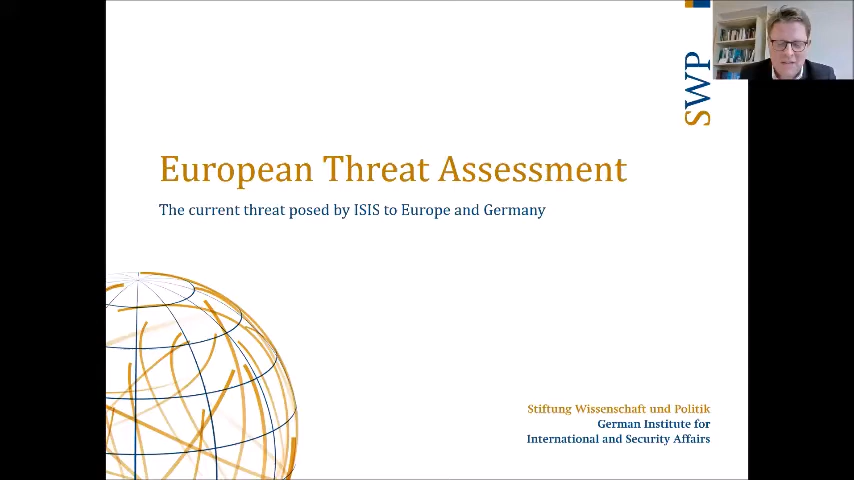 SWP
European Threat Assessment
The current threat posed by ISIS to Europe and Germany
Stiftung Wissenschaft und Politik
German Institute for
International and Security Affairs